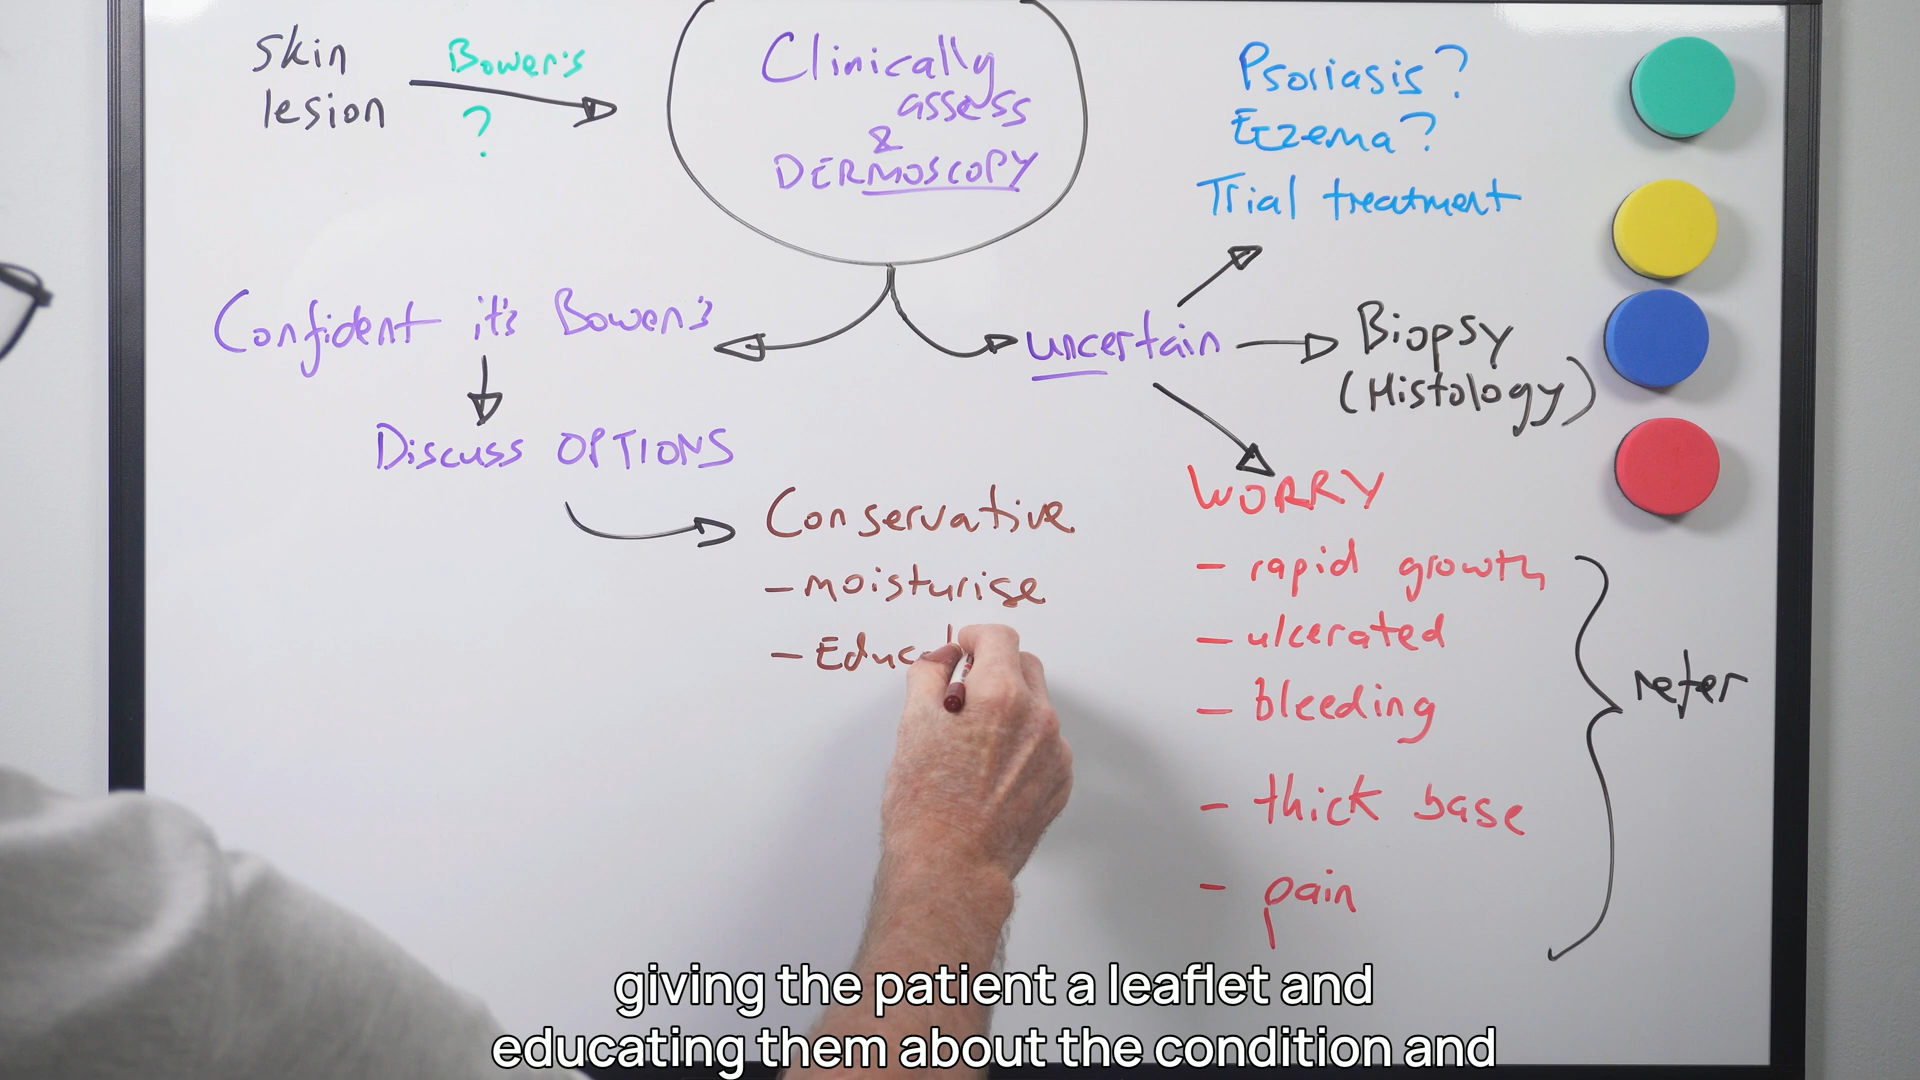 Skin
lesion
Bowen's
?
Clinically
assess
&
DERMOSCOPY
Psoriasis?
Eczema?
Trial treatment
Confident it's Bowen's
uncertain
Biopsy
(Histology)
Discuss OPTIONS
Conservative
- moisturise
- Educ
WORRY
- rapid growth
- ulcerated
- bleeding
- thick base
- pain
refer
giving the patient a leaflet and
educating them about the condition and